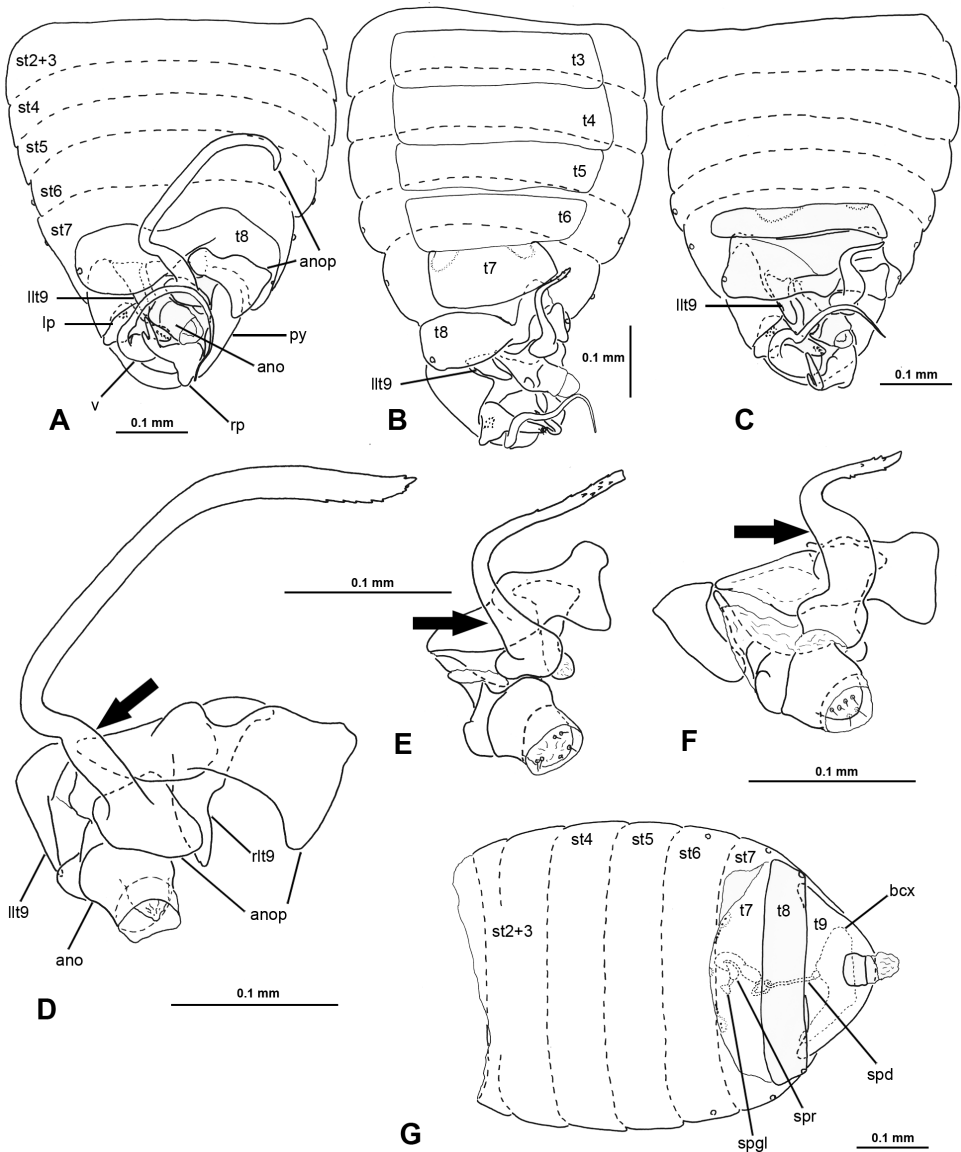 st2+3
st4
st5
st6
st7
t8
anop
llt9
lp
py
ano
v
rp
A
0.1 mm
t3
t4
t5
t6
t7
t8
llt9
0.1 mm
B
llt9
C
0.1 mm
0.1 mm
llt9
rlt9
anop
ano
D
0.1 mm
E
F
0.1 mm
st2+3
st4
st5
st6
st7
t7
t8
t9
bcx
spd
spr
spgl
G
0.1 mm